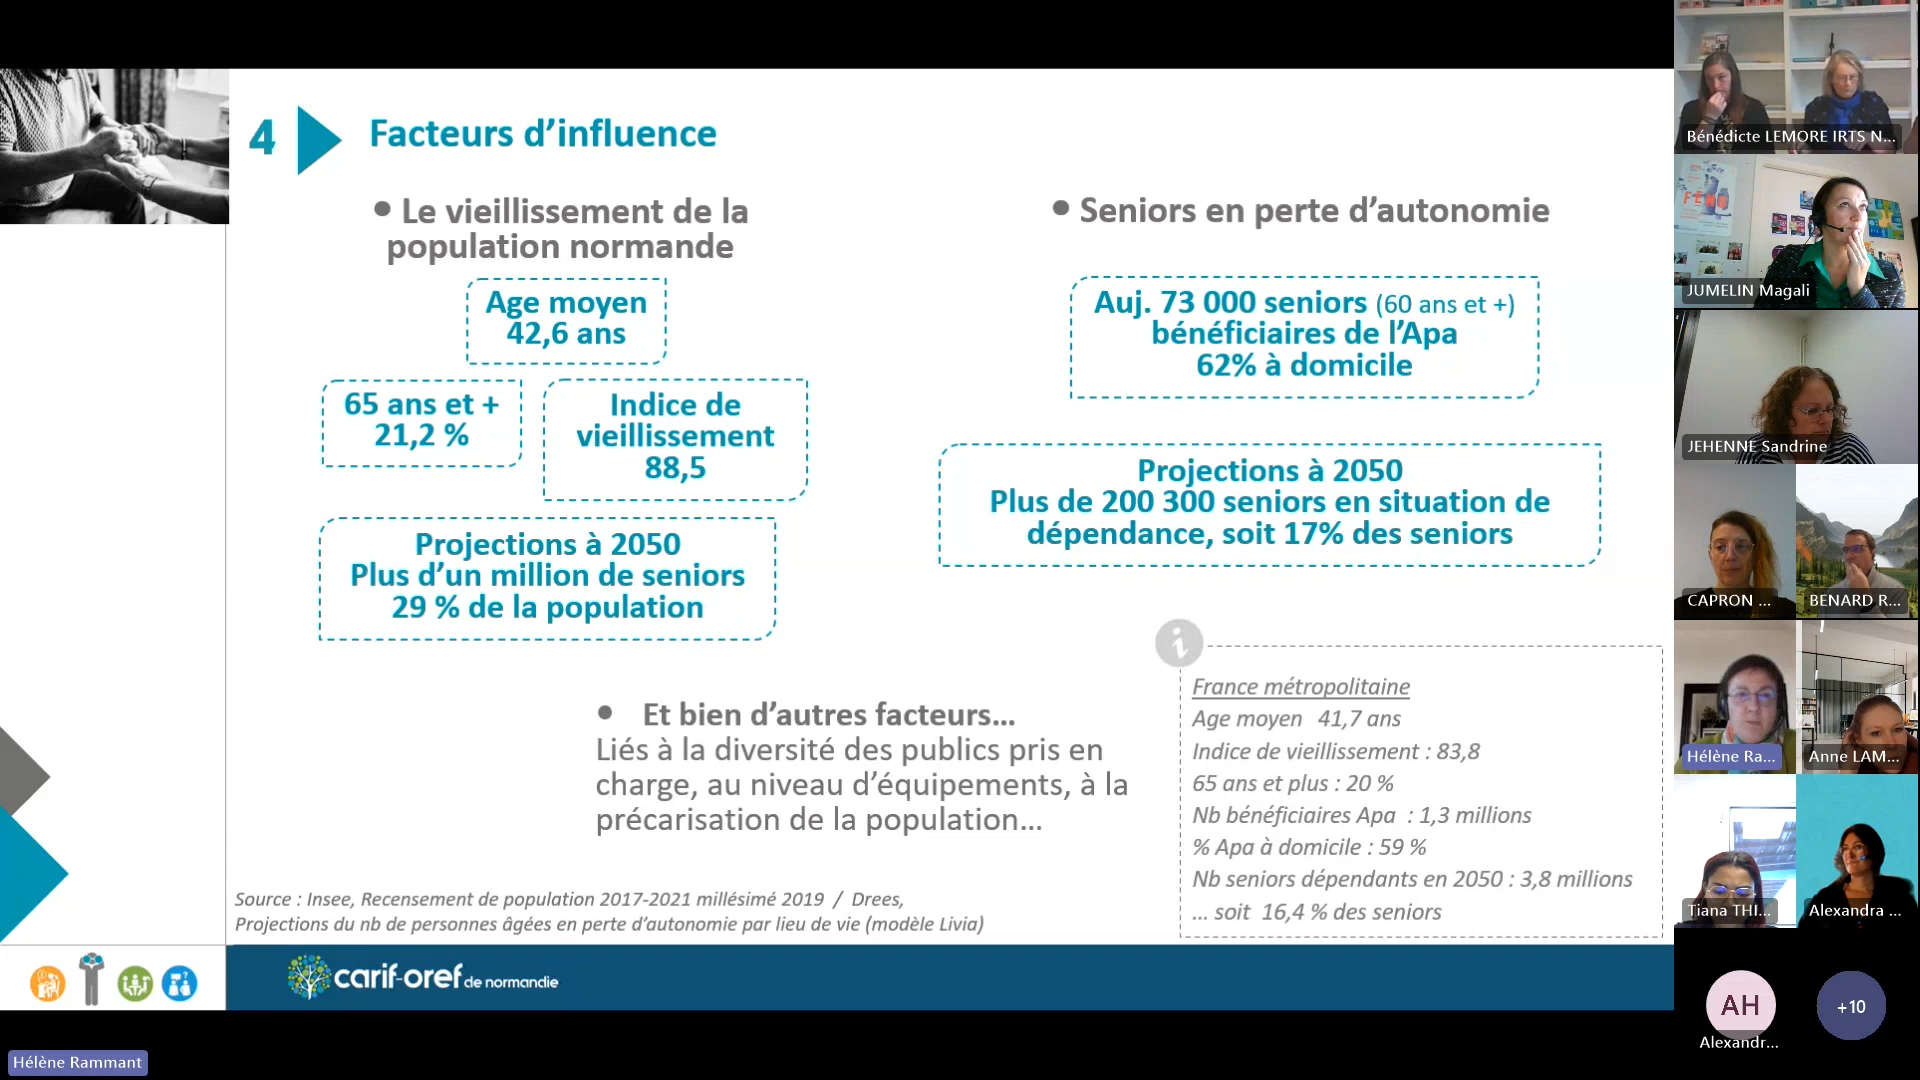 4
Facteurs d’influence
• Le vieillissement de la
population normande
Age moyen
42,6 ans
65 ans et +
21,2 %
Indice de
vieillissement
88,5
Projections à 2050
Plus d’un million de seniors
29 % de la population
• Seniors en perte d’autonomie
Auj. 73 000 seniors (60 ans et +)
bénéficiaires de l’Apa
62% à domicile
Projections à 2050
Plus de 200 300 seniors en situation de
dépendance, soit 17% des seniors
• Et bien d’autres facteurs…
Liés à la diversité des publics pris en
charge, au niveau d’équipements, à la
précarisation de la population…
i
France métropolitaine
Age moyen 41,7 ans
Indice de vieillissement : 83,8
65 ans et plus : 20 %
Nb bénéficiaires Apa : 1,3 millions
% Apa à domicile : 59 %
Nb seniors dépendants en 2050 : 3,8 millions
… soit 16,4 % des seniors
Source : Insee, Recensement de population 2017-2021 millésimé 2019 / Drees,
Projections du nb de personnes âgées en perte d’autonomie par lieu de vie (modèle Livia)
carif-oref de normandie
Hélène Rammant
Bénédicte LEMORE IRTS N...
JUMELIN Magali
JEHENNE Sandrine
CAPRON ...
BENARD R...
Hélène Ra...
Anne LAM...
Tiana THI...
Alexandra ...
AH
+10
Alexandr...